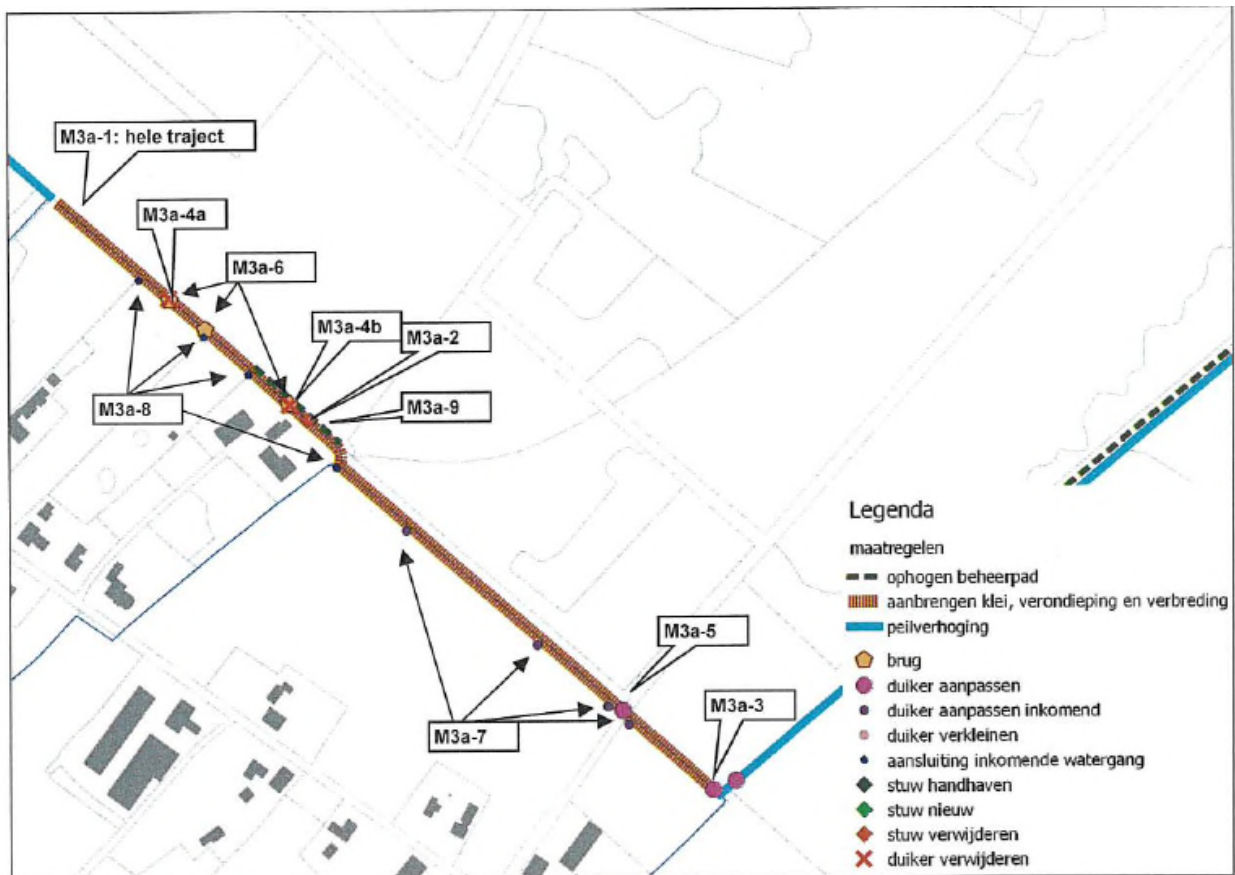 M3a-1: hele traject
M3a-4a
M3a-6
M3a-4b
M3a-2
M3a-9
M3a-8
M3a-5
M3a-3
M3a-7
Legenda
maatregelen
ophogen beheerpad
aanbrengen klei, verondieping en verbreding
peilverhoging
brug
duiker aanpassen
duiker aanpassen inkomend
duiker verkleinen
aansluiting inkomende watergang
stuw handhaven
stuw nieuw
stuw verwijderen
duiker verwijderen